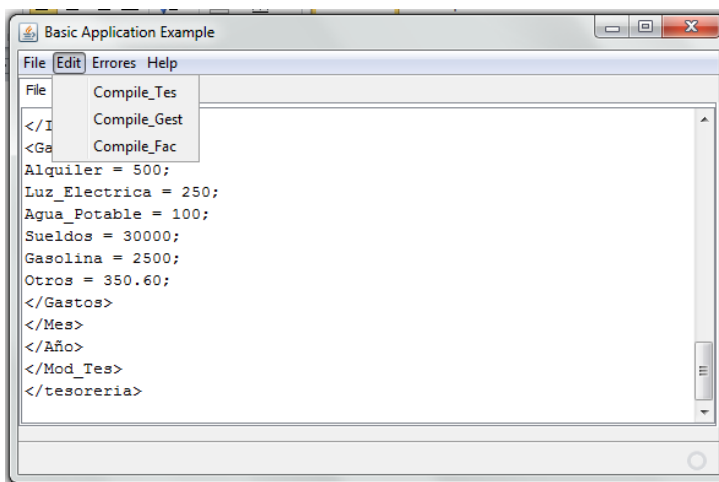 Basic Application Example
File Edit Errores Help
File
Compile_Tes
Compile_Gest
Compile_Fac
</I
<Ga
Alquiler = 500;
Luz_Electrica = 250;
Agua_Potable = 100;
Sueldos = 30000;
Gasolina = 2500;
Otros = 350.60;
</Gastos>
</Mes>
</Año>
</Mod_Tes>
</tesoreria>